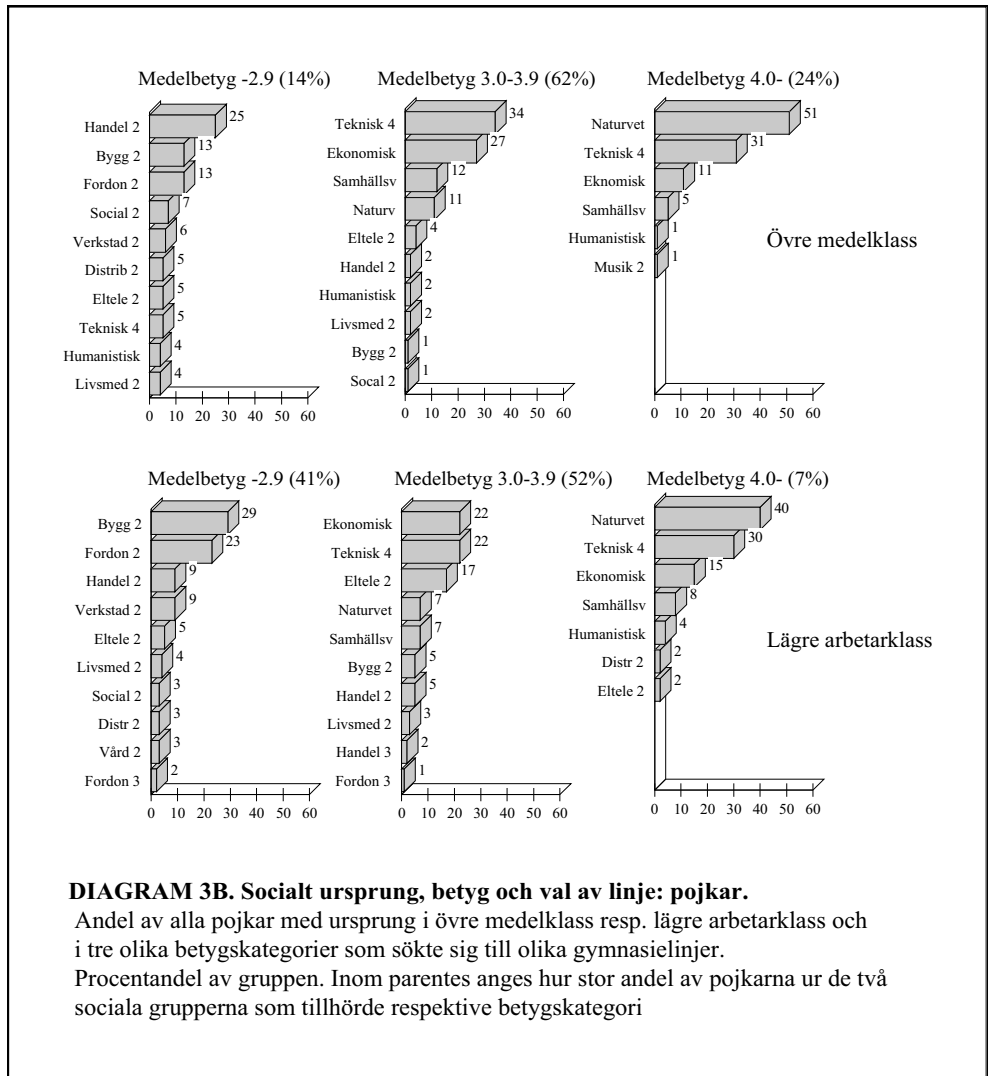 Medelbetyg -2.9 (14%)
Handel 2 25
Bygg 2 13
Fordon 2 13
Social 2 7
Verkstad 2 6
Distrib 2 5
Eltele 2 5
Teknisk 4 5
Humanistisk 4
Livsmed 2 4
0 10 20 30 40 50 60
Medelbetyg 3.0-3.9 (62%)
Teknisk 4 34
Ekonomisk 27
Samhällsv 12
Naturv 11
Eltele 2 4
Handel 2 2
Humanistisk 2
Livsmed 2 2
Bygg 2 1
Socal 2 1
0 10 20 30 40 50 60
Medelbetyg 4.0- (24%)
Naturvet 51
Teknisk 4 31
Eknomisk 11
Samhällsv 5
Humanistisk 1
Musik 2 1
0 10 20 30 40 50 60
Övre medelklass
Medelbetyg -2.9 (41%)
Bygg 2 29
Fordon 2 23
Handel 2 9
Verkstad 2 9
Eltele 2 5
Livsmed 2 4
Social 2 3
Distr 2 3
Vård 2 3
Fordon 3 2
0 10 20 30 40 50 60
Medelbetyg 3.0-3.9 (52%)
Ekonomisk 22
Teknisk 4 22
Eltele 2 17
Naturvet 7
Samhällsv 7
Bygg 2 5
Handel 2 5
Livsmed 2 3
Handel 3 2
Fordon 3 1
0 10 20 30 40 50 60
Medelbetyg 4.0- (7%)
Naturvet 40
Teknisk 4 30
Ekonomisk 15
Samhällsv 8
Humanistisk 4
Distr 2 2
Eltele 2 2
0 10 20 30 40 50 60
Lägre arbetarklass
DIAGRAM 3B. Socialt ursprung, betyg och val av linje: pojkar.
Andel av alla pojkar med ursprung i övre medelklass resp. lägre arbetarklass och
i tre olika betygskategorier som sökte sig till olika gymnasielinjer.
Procentandel av gruppen. Inom parentes anges hur stor andel av pojkarna ur de två
sociala grupperna som tillhörde respektive betygskategori